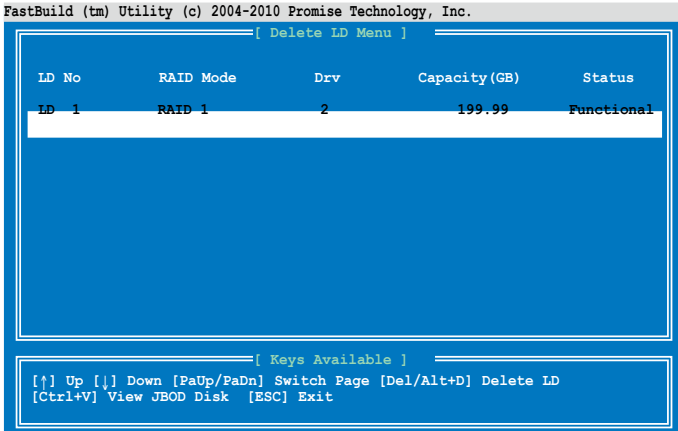 FastBuild (tm) Utility (c) 2004-2010 Promise Technology, Inc.
[ Delete LD Menu ]
LD No RAID Mode Drv Capacity(GB) Status
LD 1 RAID 1 2 199.99 Functional
[ Keys Available ]
[↑] Up [↓] Down [PaUp/PaDn] Switch Page [Del/Alt+D] Delete LD
[Ctrl+V] View JBOD Disk [ESC] Exit